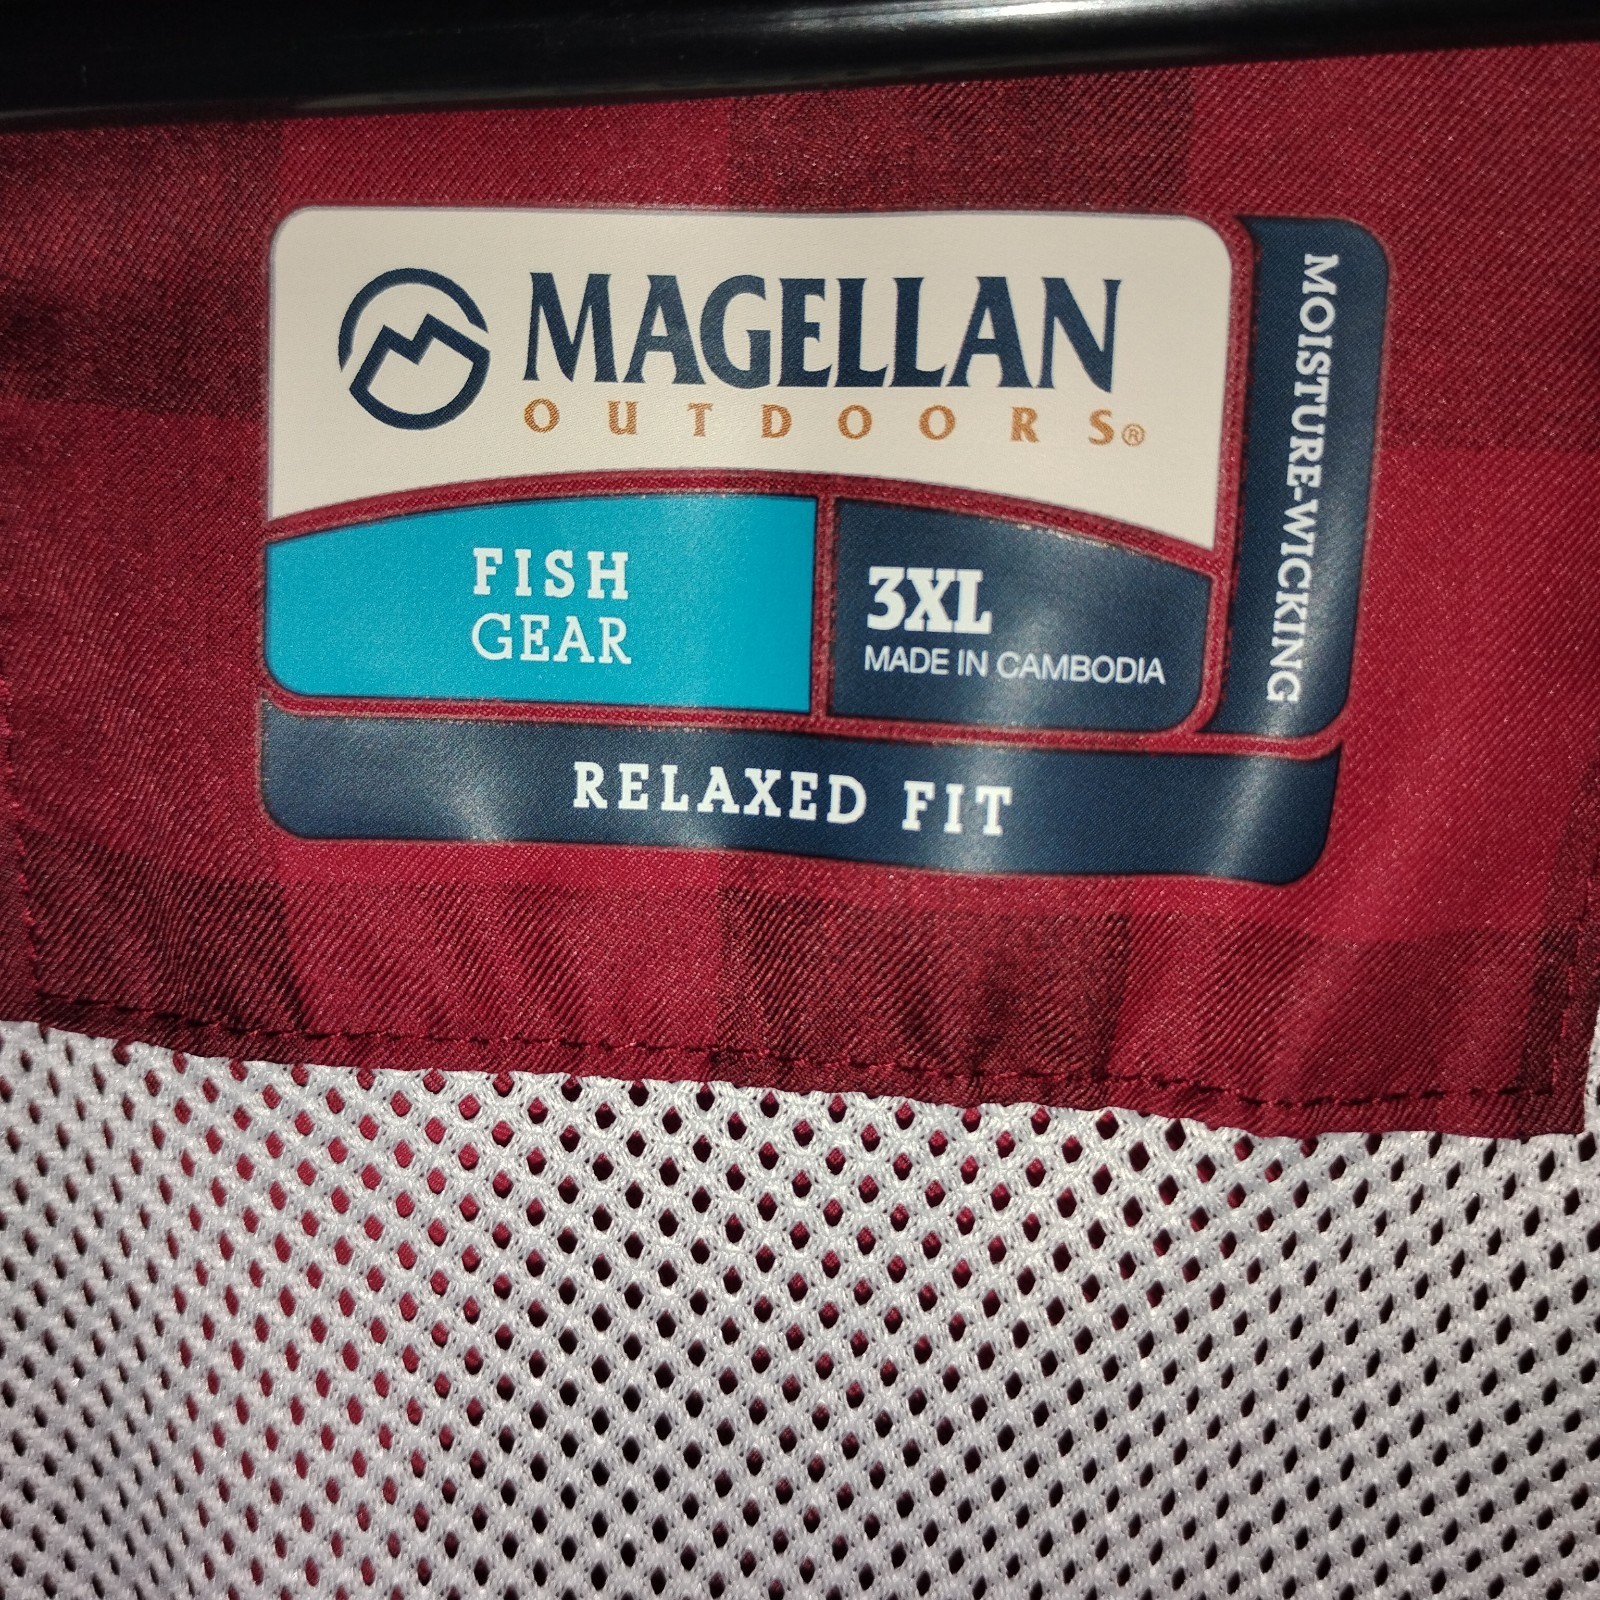 MAGELLAN
OUTDOORS®
FISH
GEAR
3XL
MADE IN CAMBODIA
MOISTURE-WICKING
RELAXED FIT